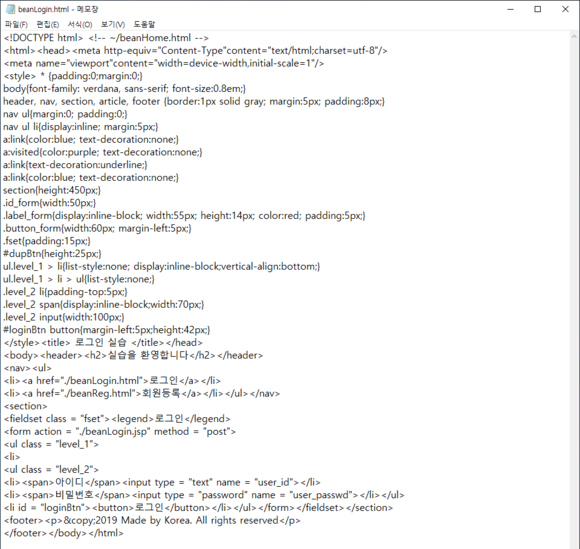 beanLogin.html - 메모장
파일(F) 편집(E) 서식(O) 보기(V) 도움말
<!DOCTYPE html> <!-- ~/beanHome.html -->
<html><head><meta http-equiv="Content-Type"content="text/html;charset=utf-8"/>
<meta name="viewport"content="width=device-width,initial-scale=1"/>
<style> * {padding:0;margin:0;}
body{font-family: verdana, sans-serif; font-size:0.8em;}
header, nav, section, article, footer {border:1px solid gray; margin:5px; padding:8px;}
nav ul{margin:0; padding:0;}
nav ul li{display:inline; margin:5px;}
a:link{color:blue; text-decoration:none;}
a:visited{color:purple; text-decoration:none;}
a:link{text-decoration:underline;}
a:link{color:blue; text-decoration:none;}
section{height:450px;}
.id_form{width:50px;}
.label_form{display:inline-block; width:55px; height:14px; color:red; padding:5px;}
.button_form{width:60px; margin-left:5px;}
.fset{padding:15px;}
#dupBtn{height:25px;}
ul.level_1 > li{list-style:none; display:inline-block;vertical-align:bottom;}
ul.level_1 > li > ul{list-style:none;}
.level_2 li{padding-top:5px;}
.level_2 span{display:inline-block;width:70px;}
.level_2 input{width:100px;}
#loginBtn button{margin-left:5px;height:42px;}
</style><title> 로그인 실습 </title></head>
<body><header><h2>실습을 환영합니다</h2></header>
<nav><ul>
<li><a href="./beanLogin.html">로그인</a></li>
<li><a href="./beanReg.html">회원등록</a></li></ul></nav>
<section>
<fieldset class = "fset"><legend>로그인</legend>
<form action = "./beanLogin.jsp" method = "post">
<ul class = "level_1">
<li>
<ul class = "level_2">
<li><span>아이디</span><input type = "text" name = "user_id"></li>
<li><span>비밀번호</span><input type = "password" name = "user_passwd"></li></ul>
<li id = "loginBtn"><button>로그인</button></li></ul></form></fieldset></section>
<footer><p>&copy;2019 Made by Korea. All rights reserved</p>
</footer></body></html>